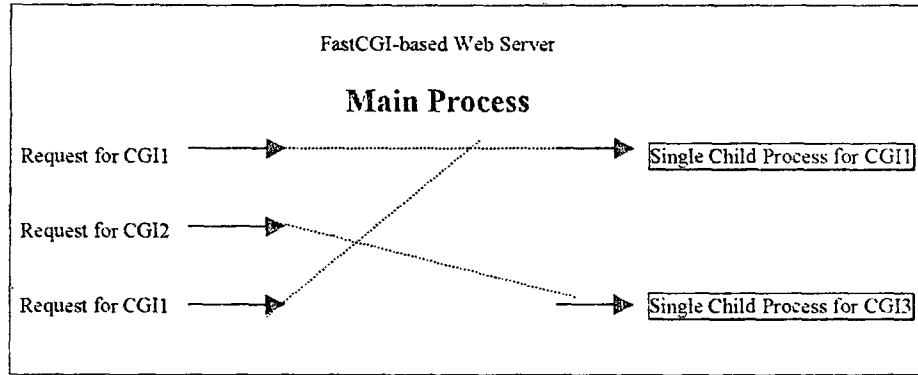 FastCGI-based Web Server
Main Process
Request for CGI1
Single Child Process for CGI1
Request for CGI2
Request for CGI1
Single Child Process for CGI3